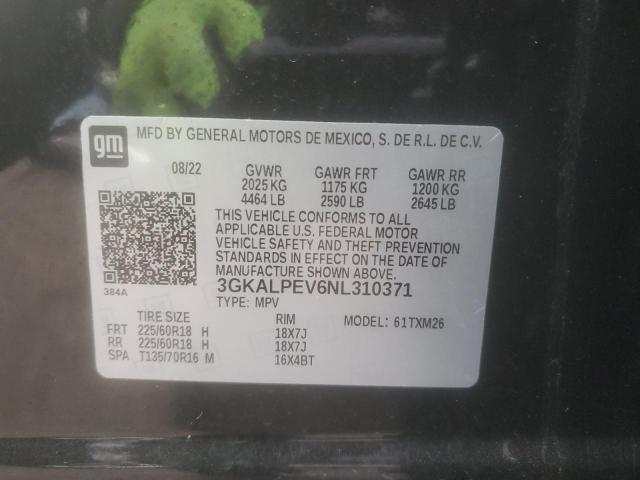 gm MFD BY GENERAL MOTORS DE MEXICO, S. DE R.L. DE C.V.
08/22 GVWR GAWR FRT GAWR RR
2025 KG 1175 KG 1200 KG
4464 LB 2590 LB 2645 LB
THIS VEHICLE CONFORMS TO ALL
APPLICABLE U.S. FEDERAL MOTOR
VEHICLE SAFETY AND THEFT PREVENTION
STANDARDS IN EFFECT ON THE DATE OF
MANUFACTURE SHOWN ABOVE.
384A 3GKALPEV6NL310371
TYPE: MPV
TIRE SIZE RIM MODEL: 61TXM26
FRT 225/60R18 H 18X7J
RR 225/60R18 H 18X7J
SPA T135/70R16 M 16X4BT